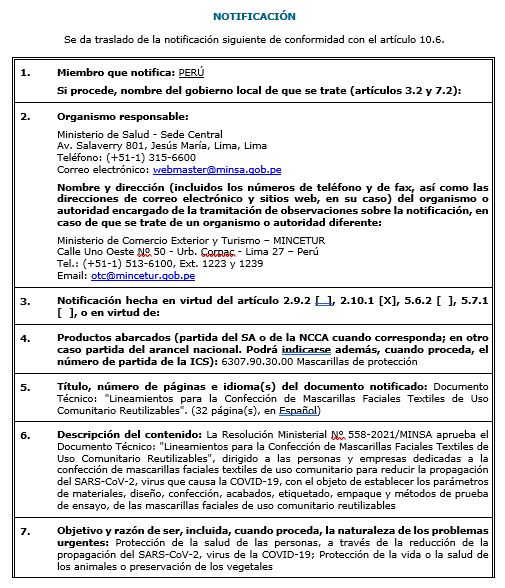 NOTIFICACIÓN
Se da traslado de la notificación siguiente de conformidad con el artículo 10.6.
1. Miembro que notifica: PERÚ
Si procede, nombre del gobierno local de que se trate (artículos 3.2 y 7.2):
2. Organismo responsable:
Ministerio de Salud - Sede Central
Av. Salaverry 801, Jesús María, Lima, Lima
Teléfono: (+51-1) 315-6600
Correo electrónico: webmaster@minsa.gob.pe
Nombre y dirección (incluidos los números de teléfono y de fax, así como las
direcciones de correo electrónico y sitios web, en su caso) del organismo o
autoridad encargado de la tramitación de observaciones sobre la notificación, en
caso de que se trate de un organismo o autoridad diferente:
Ministerio de Comercio Exterior y Turismo – MINCETUR
Calle Uno Oeste Nº 50 - Urb. Corpac - Lima 27 – Perú
Tel.: (+51-1) 513-6100, Ext. 1223 y 1239
Email: otc@mincetur.gob.pe
3. Notificación hecha en virtud del artículo 2.9.2 [ ], 2.10.1 [X], 5.6.2 [ ], 5.7.1
[ ], o en virtud de:
4. Productos abarcados (partida del SA o de la NCCA cuando corresponda; en otro
caso partida del arancel nacional. Podrá indicarse además, cuando proceda, el
número de partida de la ICS): 6307.90.30.00 Mascarillas de protección
5. Título, número de páginas e idioma(s) del documento notificado: Documento
Técnico: "Lineamientos para la Confección de Mascarillas Faciales Textiles de Uso
Comunitario Reutilizables". (32 página(s), en Español)
6. Descripción del contenido: La Resolución Ministerial Nº 558-2021/MINSA aprueba el
Documento Técnico: "Lineamientos para la Confección de Mascarillas Faciales Textiles de
Uso Comunitario Reutilizables", dirigido a las personas y empresas dedicadas a la
confección de mascarillas faciales textiles de uso comunitario para reducir la propagación
del SARS-CoV-2, virus que causa la COVID-19, con el objeto de establecer los parámetros
de materiales, diseño, confección, acabados, etiquetado, empaque y métodos de prueba
de ensayo, de las mascarillas faciales de uso comunitario reutilizables
7. Objetivo y razón de ser, incluida, cuando proceda, la naturaleza de los problemas
urgentes: Protección de la salud de las personas, a través de la reducción de la
propagación del SARS-CoV-2, virus de la COVID-19; Protección de la vida o la salud de
los animales o preservación de los vegetales